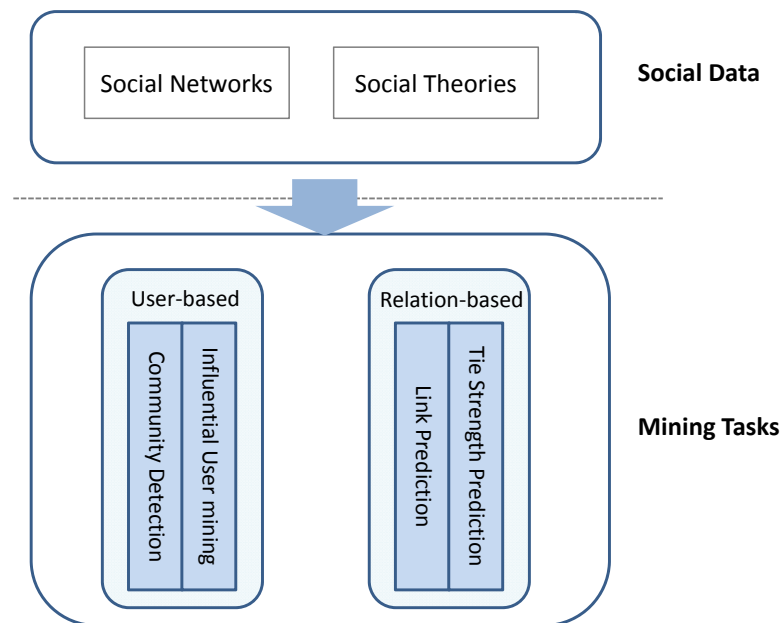 Social Networks
Social Theories
Social Data
User-based
Relation-based
Community Detection
Influential User mining
Link Prediction
Tie Strength Prediction
Mining Tasks